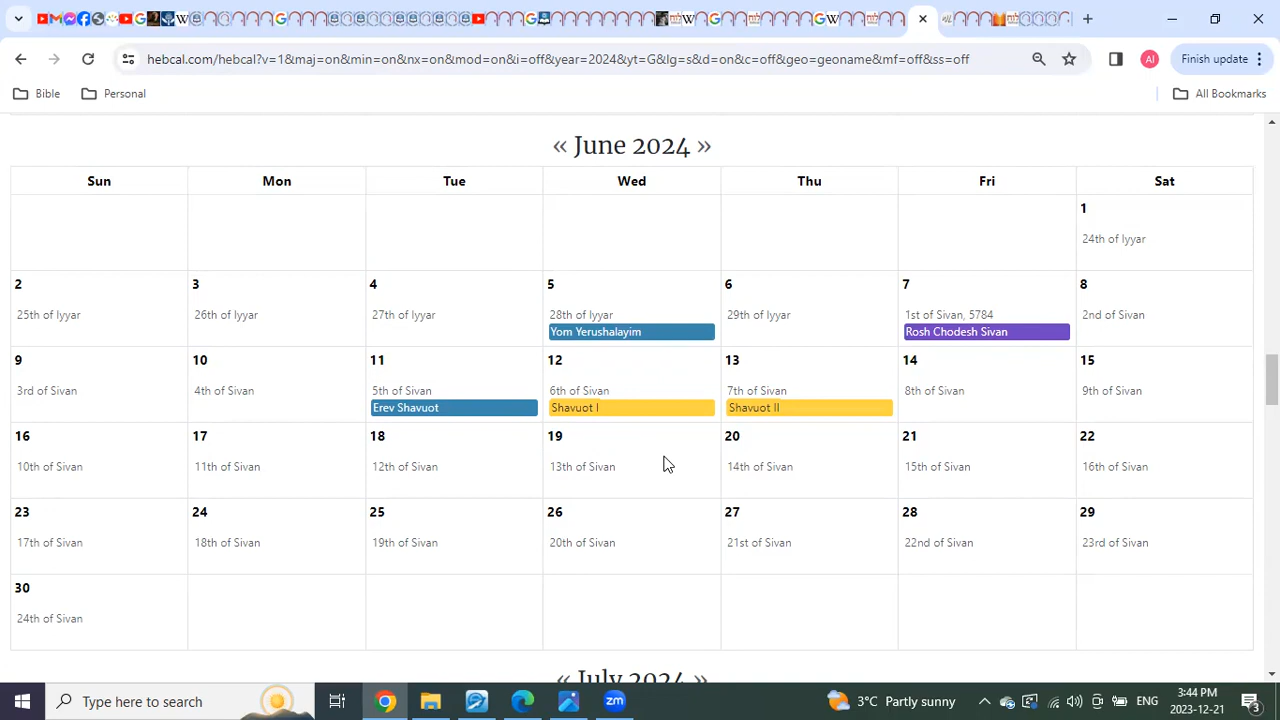 hebcal.com/hebcal?v=1&maj=on&min=on&nx=on&mod=on&i=off&year=2024&yt=G&lg=s&d=on&c=off&geo=geoname&mf=off&ss=off
AI
Finish update
Bible
Personal
All Bookmarks
« June 2024 »
Sun Mon Tue Wed Thu Fri Sat
1
24th of Iyyar
2 3 4 5 6 7 8
25th of Iyyar 26th of Iyyar 27th of Iyyar 28th of Iyyar 29th of Iyyar 1st of Sivan, 5784 2nd of Sivan
Yom Yerushalayim Rosh Chodesh Sivan
9 10 11 12 13 14 15
3rd of Sivan 4th of Sivan 5th of Sivan 6th of Sivan 7th of Sivan 8th of Sivan 9th of Sivan
Erev Shavuot Shavuot I Shavuot II
16 17 18 19 20 21 22
10th of Sivan 11th of Sivan 12th of Sivan 13th of Sivan 14th of Sivan 15th of Sivan 16th of Sivan
23 24 25 26 27 28 29
17th of Sivan 18th of Sivan 19th of Sivan 20th of Sivan 21st of Sivan 22nd of Sivan 23rd of Sivan
30
24th of Sivan
« July 2024 »
Type here to search
3°C Partly sunny
ENG
3:44 PM
2023-12-21
3